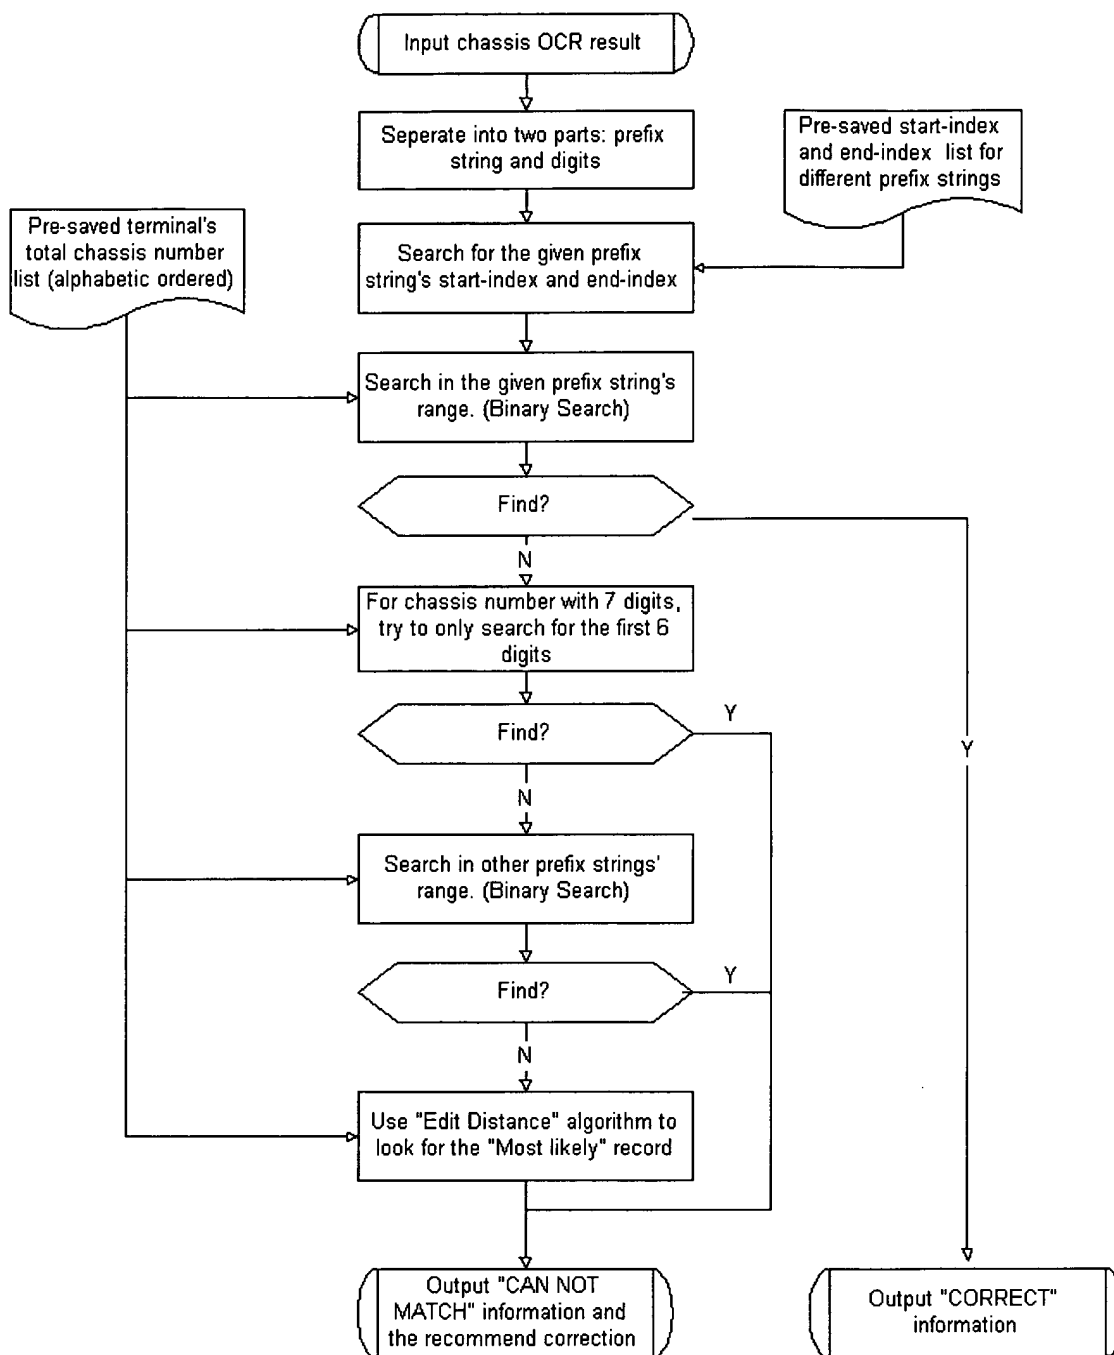 Input chassis OCR result
Seperate into two parts: prefix
string and digits
Pre-saved start-index
and end-index list for
different prefix strings
Pre-saved terminal's
total chassis number
list (alphabetic ordered)
Search for the given prefix
string's start-index and end-index
Search in the given prefix string's
range. (Binary Search)
Find?
N
For chassis number with 7 digits,
try to only search for the first 6
digits
Find?
Y
Y
N
Search in other prefix strings'
range. (Binary Search)
Find?
Y
N
Use "Edit Distance" algorithm to
look for the "Most likely" record
Output "CAN NOT
MATCH" information and
the recommend correction
Output "CORRECT"
information